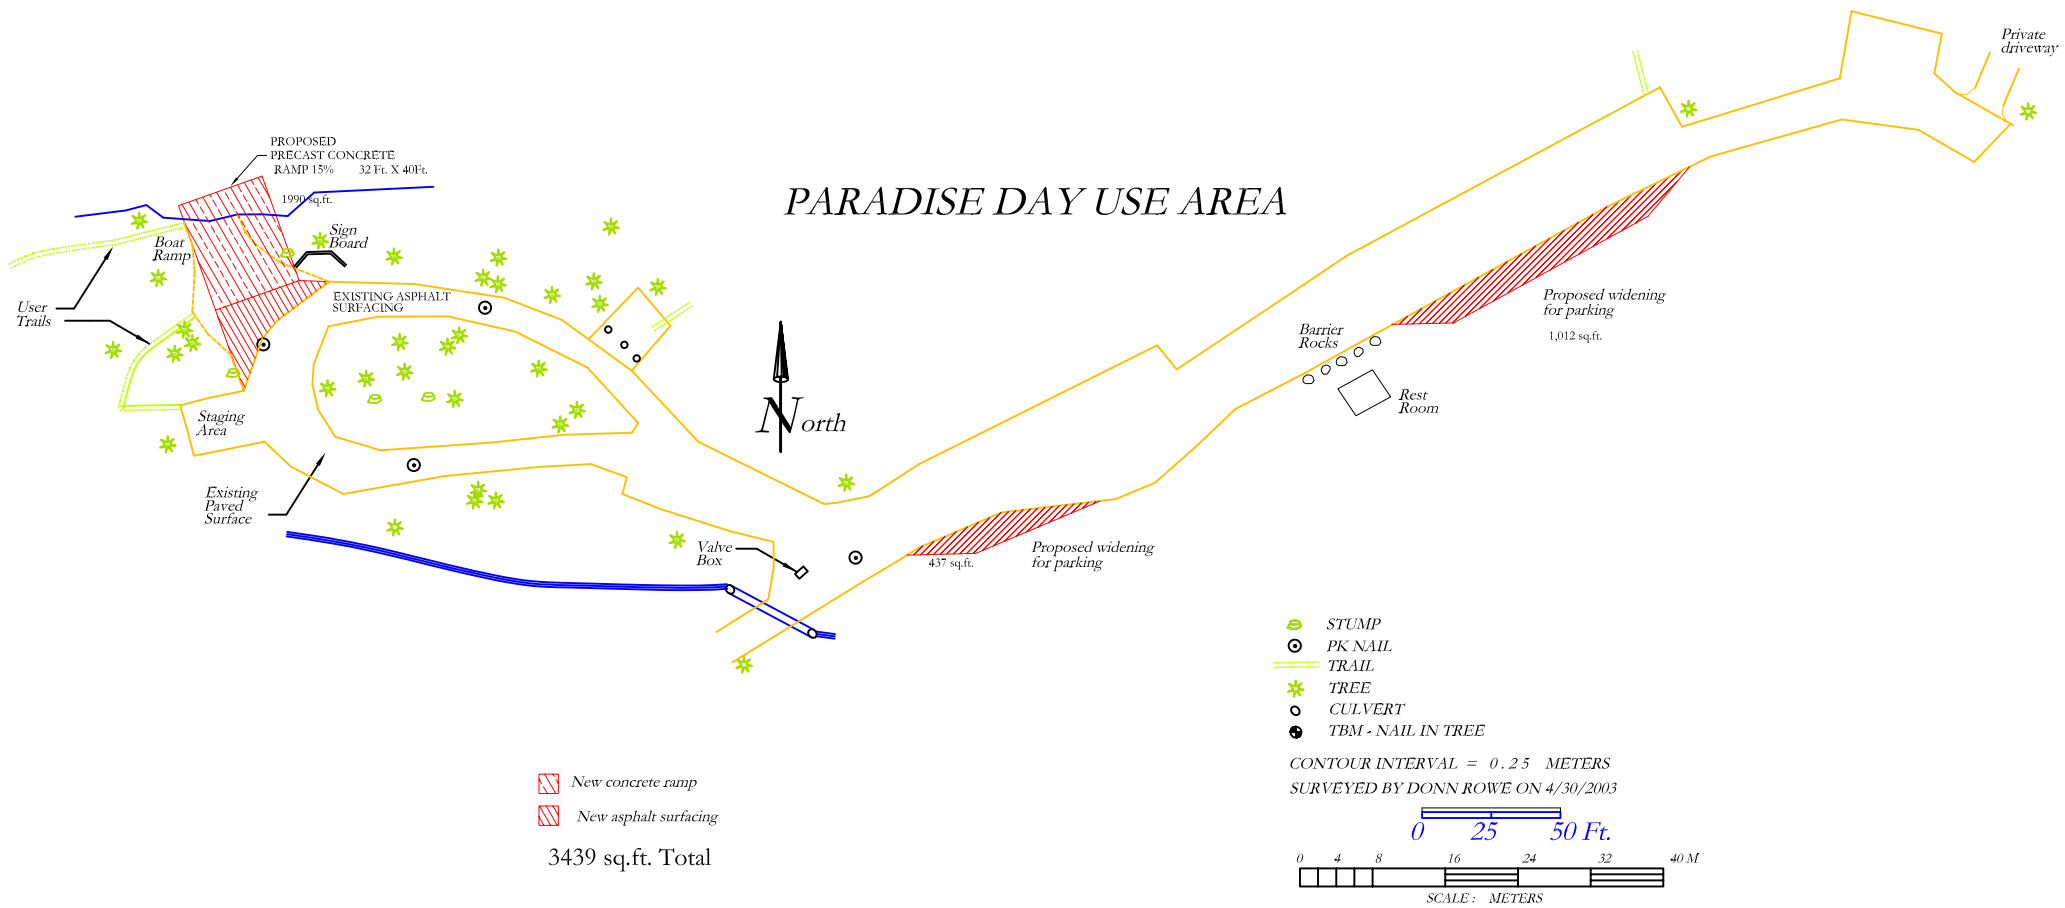 Private
driveway
PROPOSED
PRECAST CONCRETE
RAMP 15% 32 Ft. X 40Ft.
1990 sq.ft.
PARADISE DAY USE AREA
Sign
Board
Boat
Ramp
User
Trails
EXISTING ASPHALT
SURFACING
Proposed widening
for parking
1,012 sq.ft.
Barrier
Rocks
Rest
Room
North
Staging
Area
Existing
Paved
Surface
Valve
Box
Proposed widening
for parking
437 sq.ft.
STUMP
PK NAIL
TRAIL
TREE
CULVERT
TBM - NAIL IN TREE
CONTOUR INTERVAL = 0.25 METERS
SURVEYED BY DONN ROWE ON 4/30/2003
0 25 50 Ft.
0 4 8 16 24 32 40 M
SCALE : METERS
New concrete ramp
New asphalt surfacing
3439 sq.ft. Total